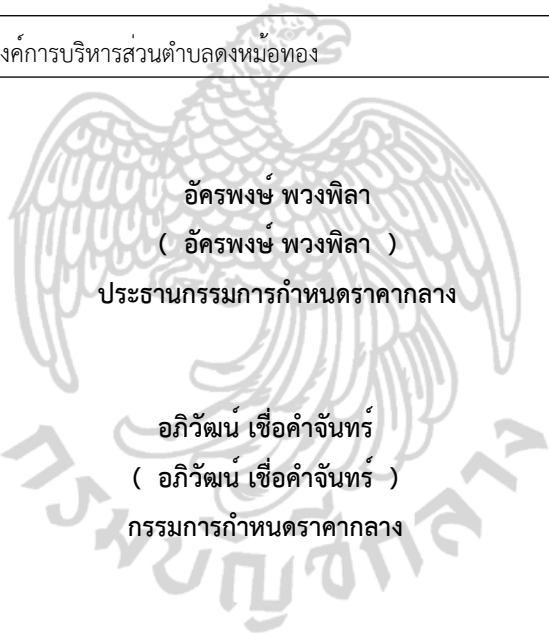 งค์การบริหารส่วนตำบลดงหม้อทอง
อัครพงษ์ พวงพิลา
( อัครพงษ์ พวงพิลา )
ประธานกรรมการกำหนดราคากลาง
อภิวัฒน์ เชื่อคำจันทร์
( อภิวัฒน์ เชื่อคำจันทร์ )
กรรมการกำหนดราคากลาง
กรมบัญชีกลาง